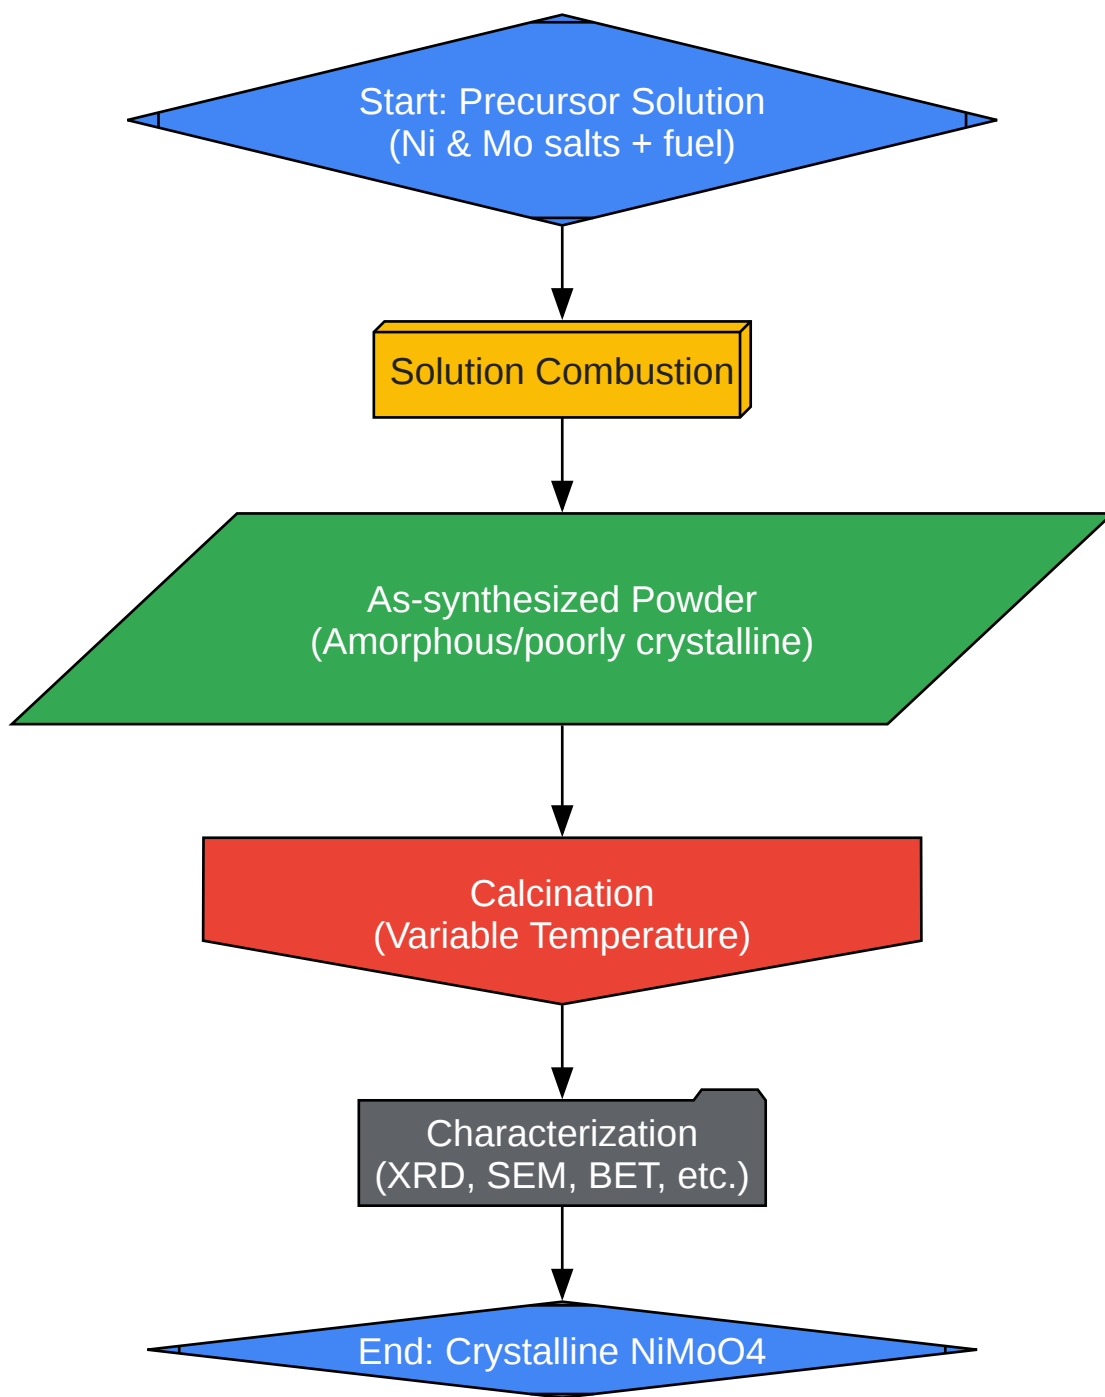 Start: Precursor Solution
(Ni & Mo salts + fuel)
Solution Combustion
As-synthesized Powder
(Amorphous/poorly crystalline)
Calcination
(Variable Temperature)
Characterization
(XRD, SEM, BET, etc.)
End: Crystalline NiMoO4